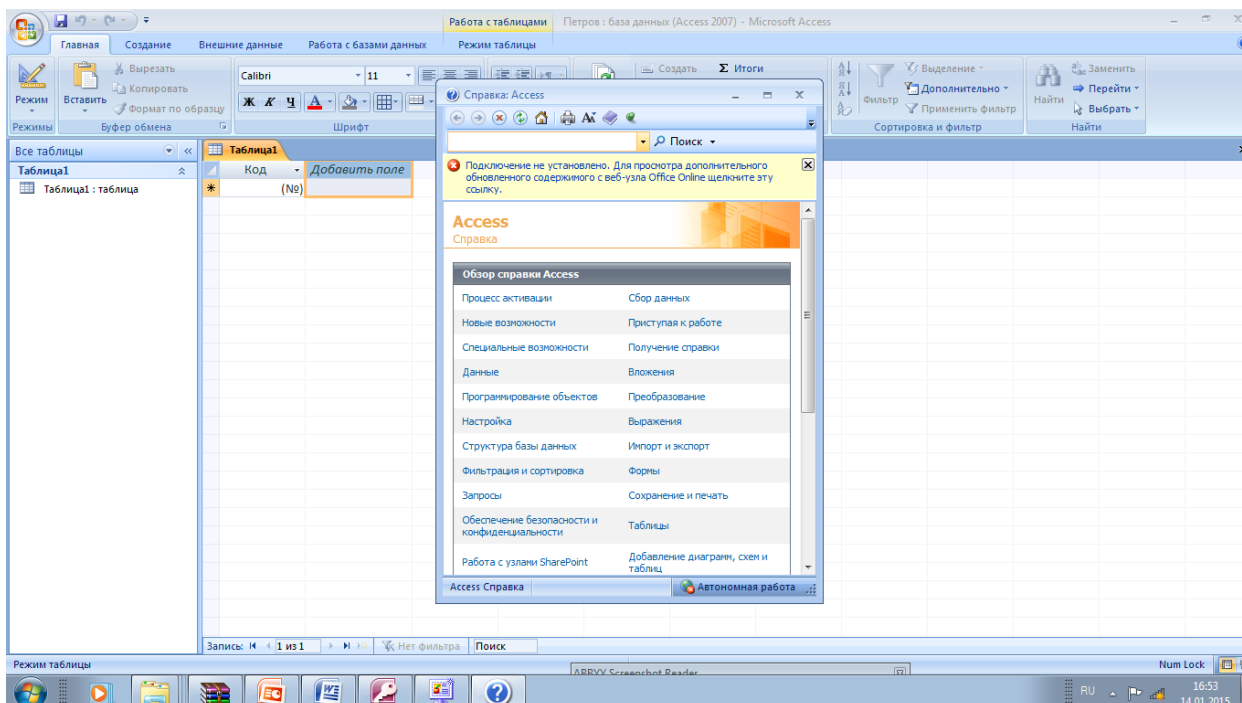 Работа с таблицами
Петров : база данных (Access 2007) - Microsoft Access
Главная Создание Внешние данные Работа с базами данных Режим таблицы
Режим
Режимы
Вставить
Вырезать
Копировать
Формат по образцу
Буфер обмена
Calibri 11
Ж К Ч
Шрифт
Создать
Σ Итоги
Фильтр
Выделение
Дополнительно
Применить фильтр
Сортировка и фильтр
Найти
Заменить
Перейти
Выбрать
Найти
Все таблицы
Таблица1
Таблица1 : таблица
Таблица1
Код Добавить поле
(№)
Справка: Access
Поиск
Подключение не установлено. Для просмотра дополнительного
обновленного содержимого с веб-узла Office Online щелкните эту
ссылку.
Access
Справка
Обзор справки Access
Процесс активации Сбор данных
Новые возможности Приступая к работе
Специальные возможности Получение справки
Данные Вложения
Программирование объектов Преобразование
Настройка Выражения
Структура базы данных Импорт и экспорт
Фильтрация и сортировка Формы
Запросы Сохранение и печать
Обеспечение безопасности и
конфиденциальности
Таблицы
Работа с узлами SharePoint
Добавление диаграмм, схем и
таблиц
Access Справка Автономная работа
Запись: 1 из 1 Нет фильтра Поиск
Режим таблицы
Num Lock
ABBYY Screenshot Reader
RU
16:53
14.01.2015